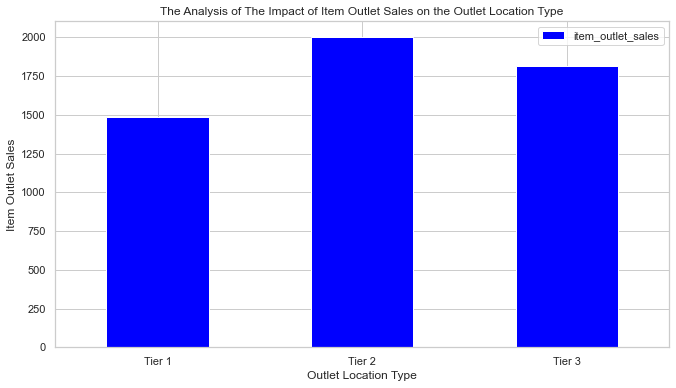 The Analysis of The Impact of Item Outlet Sales on the Outlet Location Type
item_outlet_sales
2000
1750
1500
1250
1000
750
500
250
0
Item Outlet Sales
Tier 1
Tier 2
Tier 3
Outlet Location Type